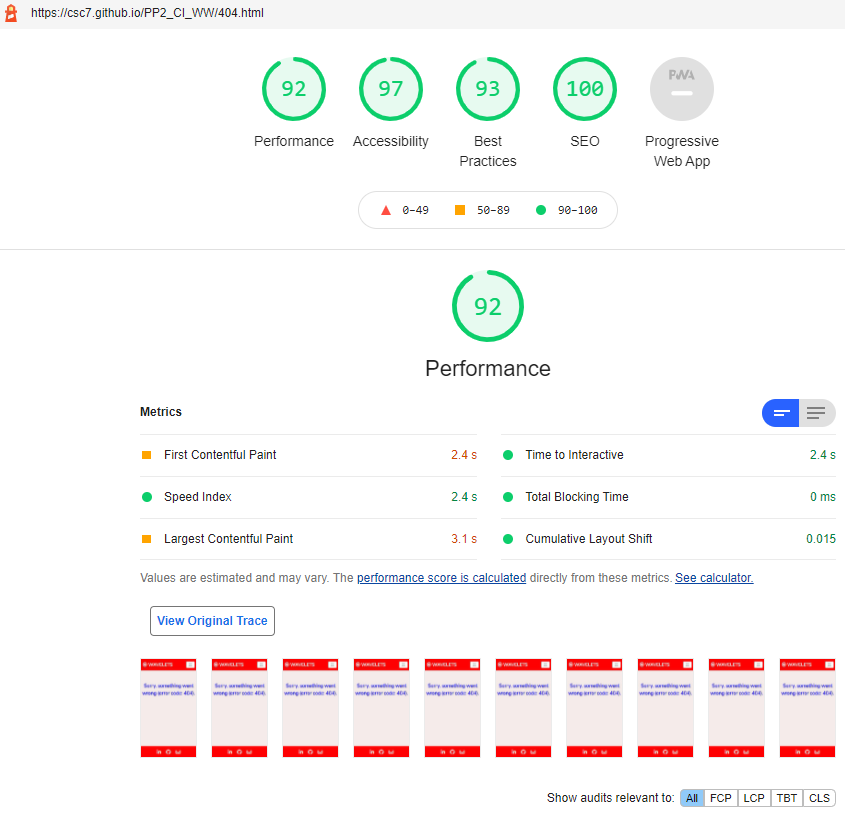 https://csc7.github.io/PP2_CI_WW/404.html
92 97 93 100 PWA
Performance Accessibility Best Practices SEO Progressive Web App
0–49 50–89 90–100
92
Performance
Metrics
First Contentful Paint 2.4 s
Time to Interactive 2.4 s
Speed Index 2.4 s
Total Blocking Time 0 ms
Largest Contentful Paint 3.1 s
Cumulative Layout Shift 0.015
Values are estimated and may vary. The performance score is calculated directly from these metrics. See calculator.
View Original Trace
WAVELETS WAVELETS WAVELETS WAVELETS WAVELETS WAVELETS WAVELETS WAVELETS WAVELETS WAVELETS
Sorry, something went Sorry, something went Sorry, something went Sorry, something went Sorry, something went Sorry, something went Sorry, something went Sorry, something went Sorry, something went Sorry, something went
wrong (error code: 404). wrong (error code: 404). wrong (error code: 404). wrong (error code: 404). wrong (error code: 404). wrong (error code: 404). wrong (error code: 404). wrong (error code: 404). wrong (error code: 404). wrong (error code: 404).
Show audits relevant to: All FCP LCP TBT CLS